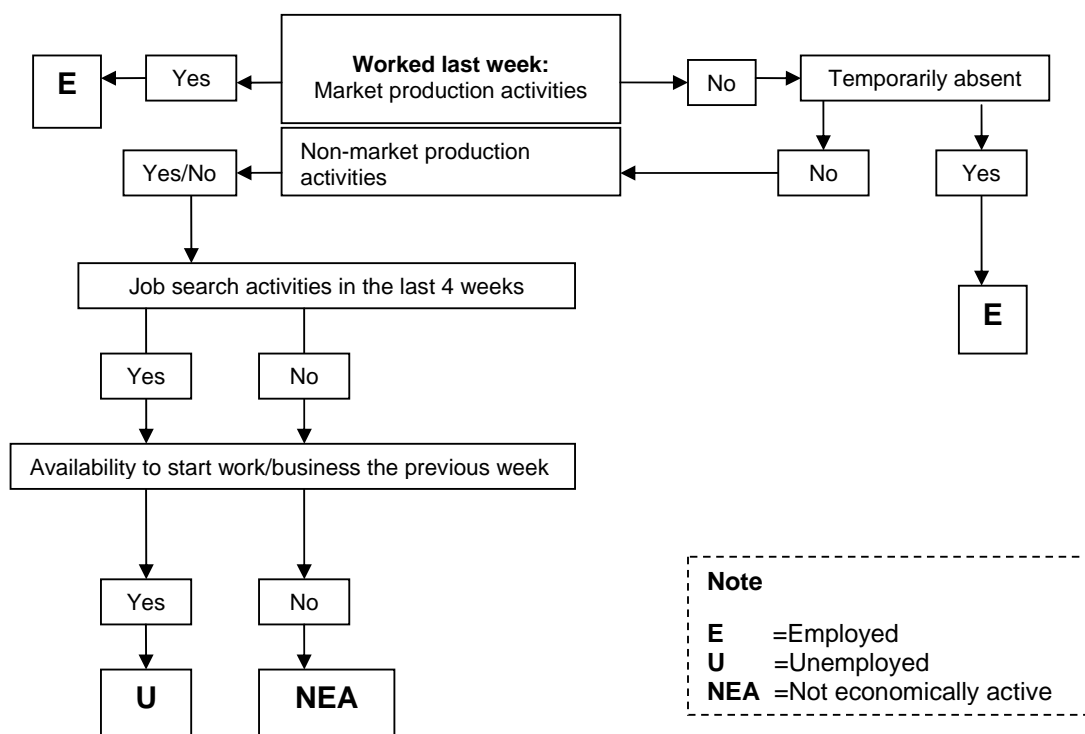 Worked last week:
Market production activities
Yes
E
No
Temporarily absent
Non-market production
activities
Yes/No
No
Yes
E
Job search activities in the last 4 weeks
Yes
No
Availability to start work/business the previous week
Yes
No
U
NEA
Note
E =Employed
U =Unemployed
NEA =Not economically active